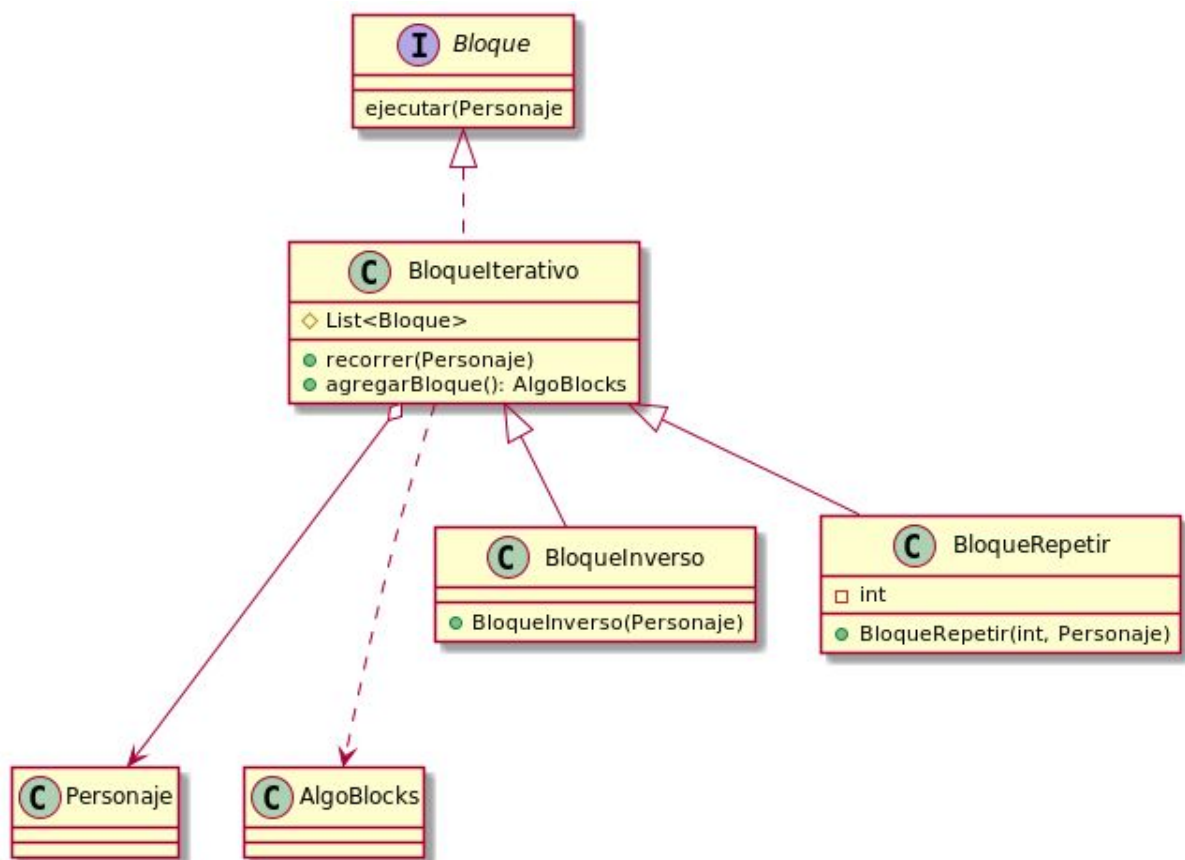 I Bloque
ejecutar(Personaje
C BloqueIterativo
List<Bloque>
recorrer(Personaje)
agregarBloque(): AlgoBlocks
C BloqueInverso
BloqueInverso(Personaje)
C BloqueRepetir
int
BloqueRepetir(int, Personaje)
C Personaje
C AlgoBlocks